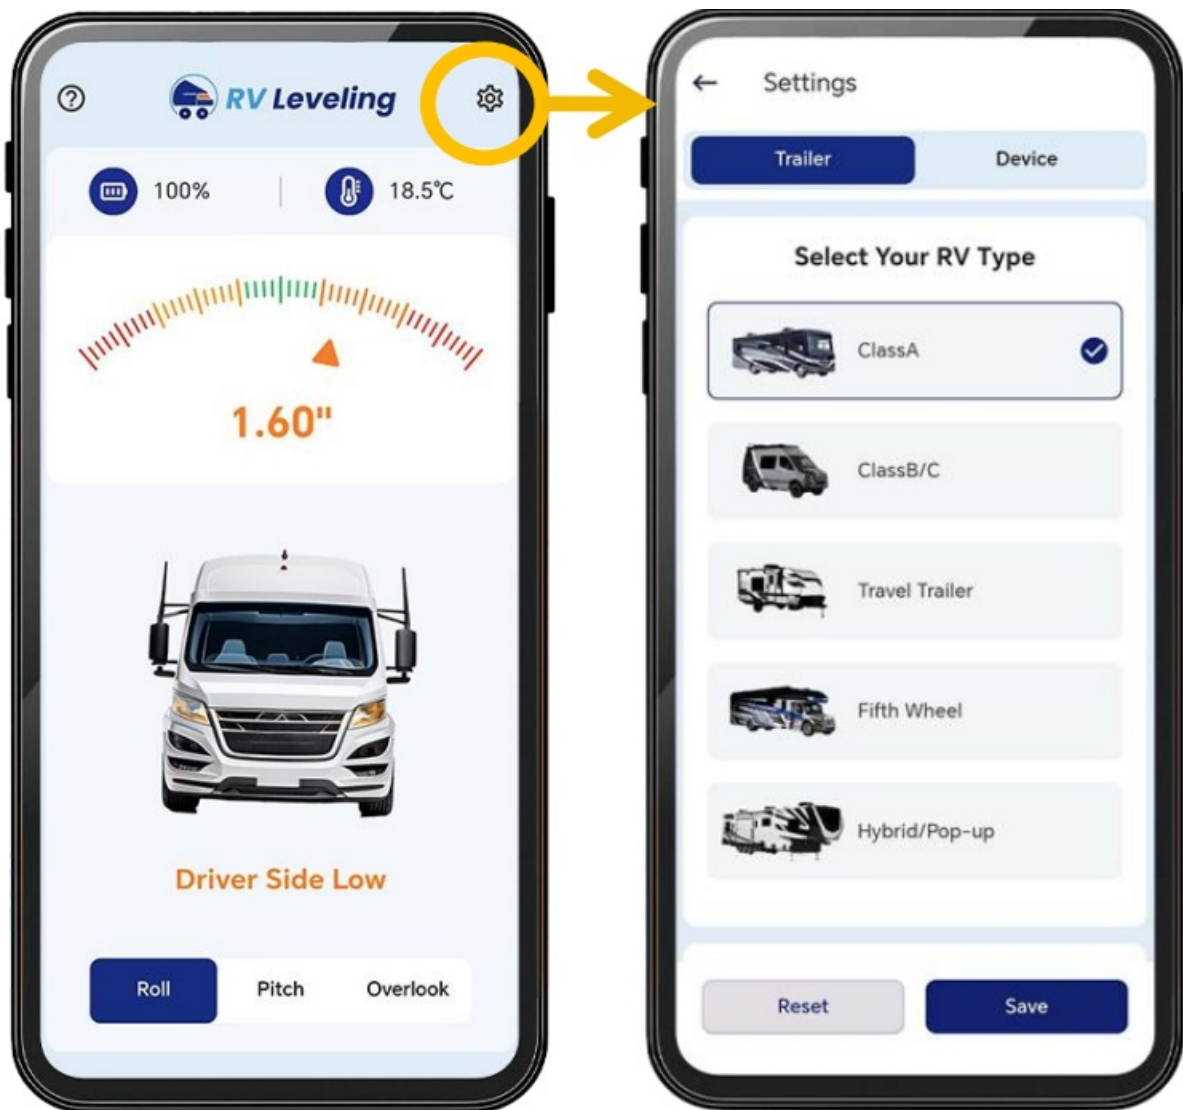 RV Leveling
100%
18.5°C
1.60"
Driver Side Low
Roll
Pitch
Overlook
Settings
Trailer
Device
Select Your RV Type
ClassA
ClassB/C
Travel Trailer
Fifth Wheel
Hybrid/Pop-up
Reset
Save